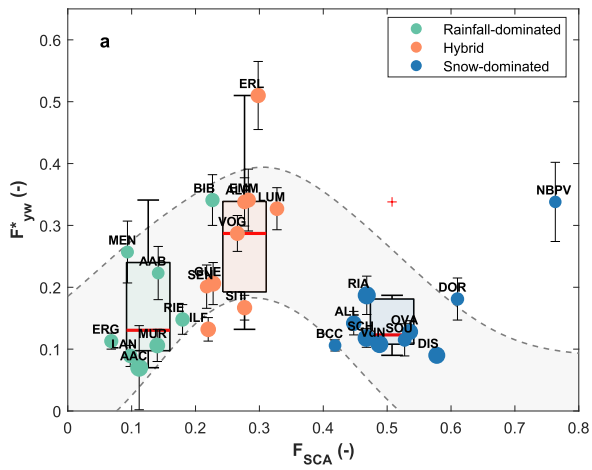 a
Rainfall-dominated
Hybrid
Snow-dominated
F*yw (-)
0.6
0.5
0.4
0.3
0.2
0.1
0
ERL
BIB
EMM
LUM
NBPV
VOG
MEN
AAB
SEN
GUE
SIT
RIE
ILF
ERG
LAN
MUR
AAC
RIA
DOR
ALL
OVA
SCH
SOU
BCC
VUN
DIS
0
0.1
0.2
0.3
0.4
0.5
0.6
0.7
0.8
FSCA (-)